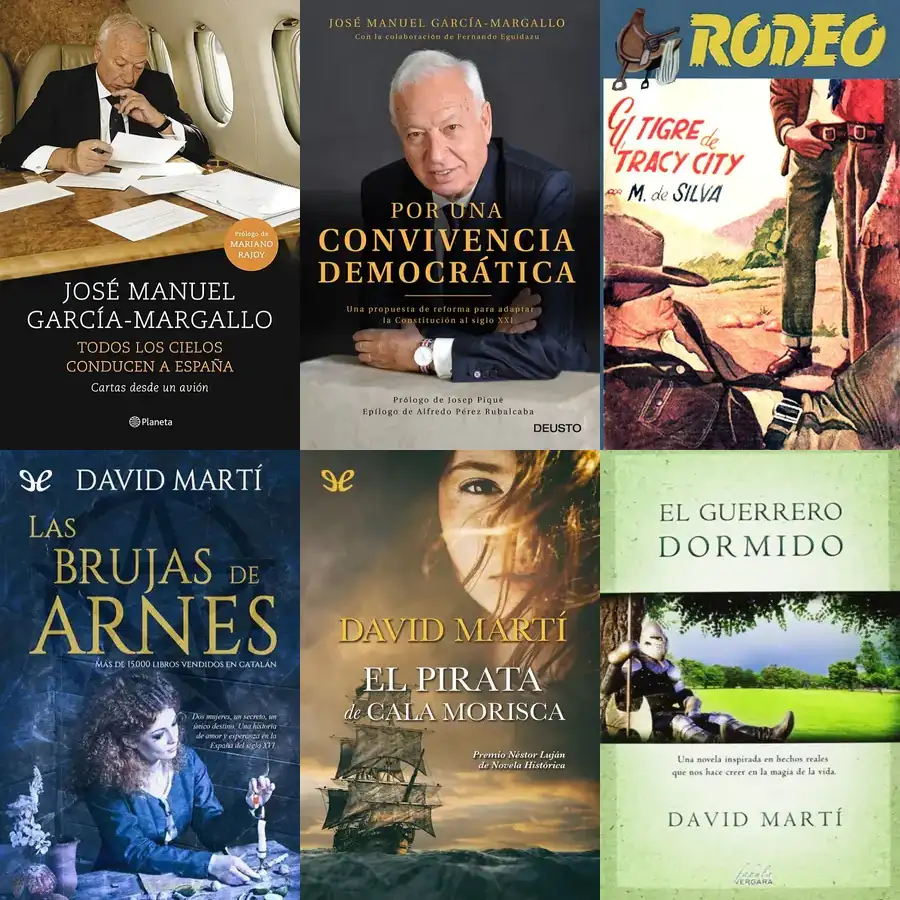 Prólogo de
MARIANO
RAJOY
JOSÉ MANUEL
GARCÍA-MARGALLO
TODOS LOS CIELOS
CONDUCEN A ESPAÑA
Cartas desde un avión
Planeta
JOSÉ MANUEL GARCÍA-MARGALLO
Con la colaboración de Fernando Eguidazu
POR UNA
CONVIVENCIA
DEMOCRÁTICA
Una propuesta de reforma para adaptar
la Constitución al siglo XXI
Prólogo de Josep Piqué
Epílogo de Alfredo Pérez Rubalcaba
DEUSTO
RODEO
El TIGRE de
TRACY CITY
POR M. de SILVA
DAVID MARTÍ
LAS
BRUJAS DE
ARNES
MÁS DE 15.000 LIBROS VENDIDOS EN CATALÁN
Dos mujeres, un secreto, un
único destino. Una historia
de amor y esperanza en la
España del siglo XVI.
DAVID MARTÍ
EL PIRATA
de CALA MORISCA
Premio Néstor Luján
de Novela Histórica
EL GUERRERO
DORMIDO
Una novela inspirada en hechos reales
que nos hace creer en la magia de la vida.
DAVID MARTÍ
fábula
VERGARA